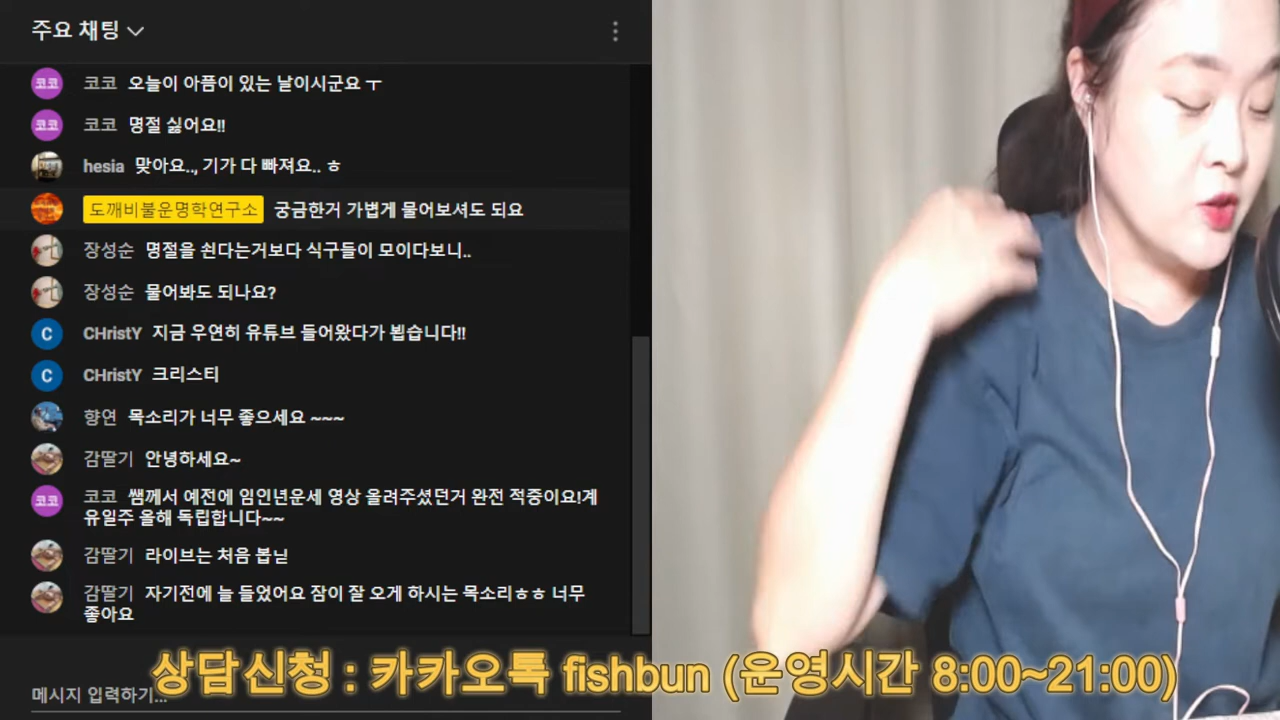 주요 채팅
코코 오늘이 아픔이 있는 날이시군요 ㅜ
코코 명절 싫어요!!
hesia 맞아요.., 기가 다 빠져요.. ㅎ
도깨비불운명학연구소 궁금한거 가볍게 물어보셔도 되요
장성순 명절을 쇤다는거보다 식구들이 모이다보니..
장성순 물어봐도 되나요?
CHristY 지금 우연히 유튜브 들어왔다가 뵙습니다!!
CHristY 크리스티
향연 목소리가 너무 좋으세요 ~~~
감딸기 안녕하세요~
코코 쌤께서 예전에 임인년운세 영상 올려주셨던거 완전 적중이요!계
유일주 올해 독립합니다~~
감딸기 라이브는 처음 봅닏
감딸기 자기전에 늘 들었어요 잠이 잘 오게 하시는 목소리ㅎㅎ 너무
좋아요
상담신청 : 카카오톡 fishbun (운영시간 8:00~21:00)
메시지 입력하기...